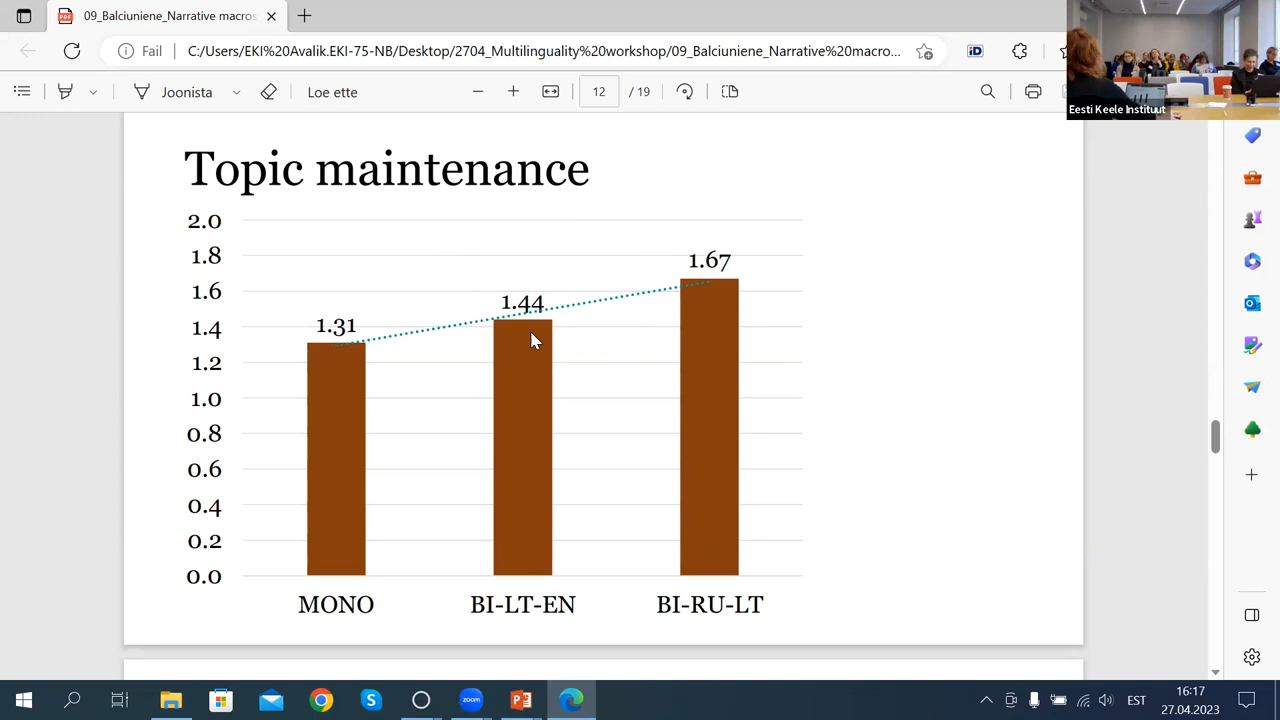 09_Balciuniene_Narrative macros
Fail
C:/Users/EKI%20Avalik.EKI-75-NB/Desktop/2704_Multilinguality%20workshop/09_Balciuniene_Narrative%20macro...
iD
Joonista
Loe ette
12
/ 19
Eesti Keele Instituut
Topic maintenance
2.0
1.8
1.6
1.4
1.2
1.0
0.8
0.6
0.4
0.2
0.0
1.31
1.44
1.67
MONO
BI-LT-EN
BI-RU-LT
zoom
EST
16:17
27.04.2023